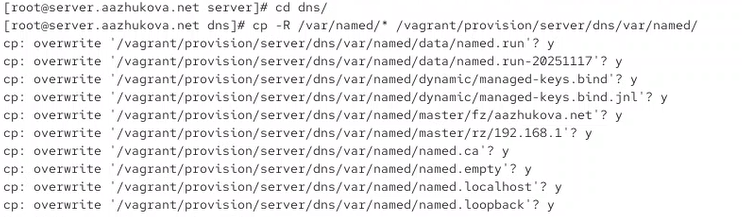 [root@server.aazhukova.net server]# cd dns/
[root@server.aazhukova.net dns]# cp -R /var/named/* /vagrant/provision/server/dns/var/named/
cp: overwrite '/vagrant/provision/server/dns/var/named/data/named.run'? y
cp: overwrite '/vagrant/provision/server/dns/var/named/data/named.run-20251117'? y
cp: overwrite '/vagrant/provision/server/dns/var/named/dynamic/managed-keys.bind'? y
cp: overwrite '/vagrant/provision/server/dns/var/named/dynamic/managed-keys.bind.jnl'? y
cp: overwrite '/vagrant/provision/server/dns/var/named/master/fz/aazhukova.net'? y
cp: overwrite '/vagrant/provision/server/dns/var/named/master/rz/192.168.1'? y
cp: overwrite '/vagrant/provision/server/dns/var/named/named.ca'? y
cp: overwrite '/vagrant/provision/server/dns/var/named/named.empty'? y
cp: overwrite '/vagrant/provision/server/dns/var/named/named.localhost'? y
cp: overwrite '/vagrant/provision/server/dns/var/named/named.loopback'? y